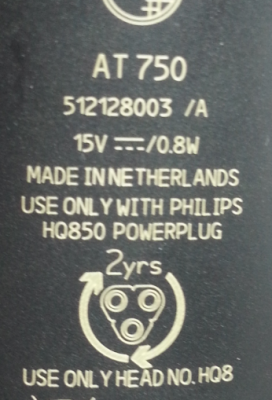 AT 750
512128003 /A
15V ⎓/0.8W
MADE IN NETHERLANDS
USE ONLY WITH PHILIPS
HQ850 POWERPLUG
2yrs
USE ONLY HEAD NO. HQ8